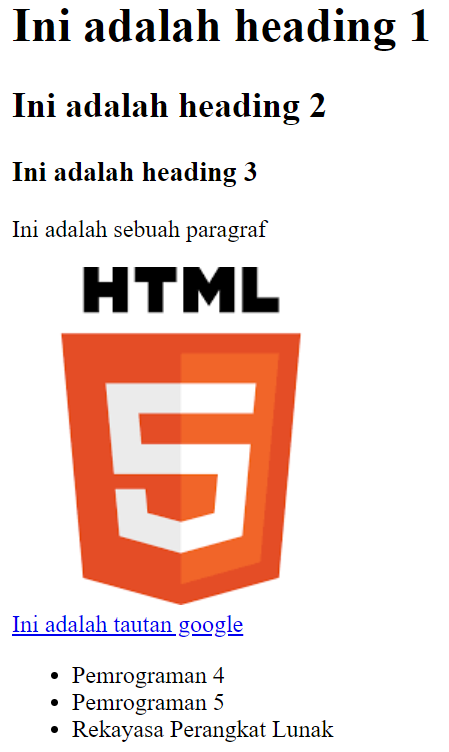 Ini adalah heading 1
Ini adalah heading 2
Ini adalah heading 3
Ini adalah sebuah paragraf
HTML
5
Ini adalah tautan google
Pemrograman 4
Pemrograman 5
Rekayasa Perangkat Lunak